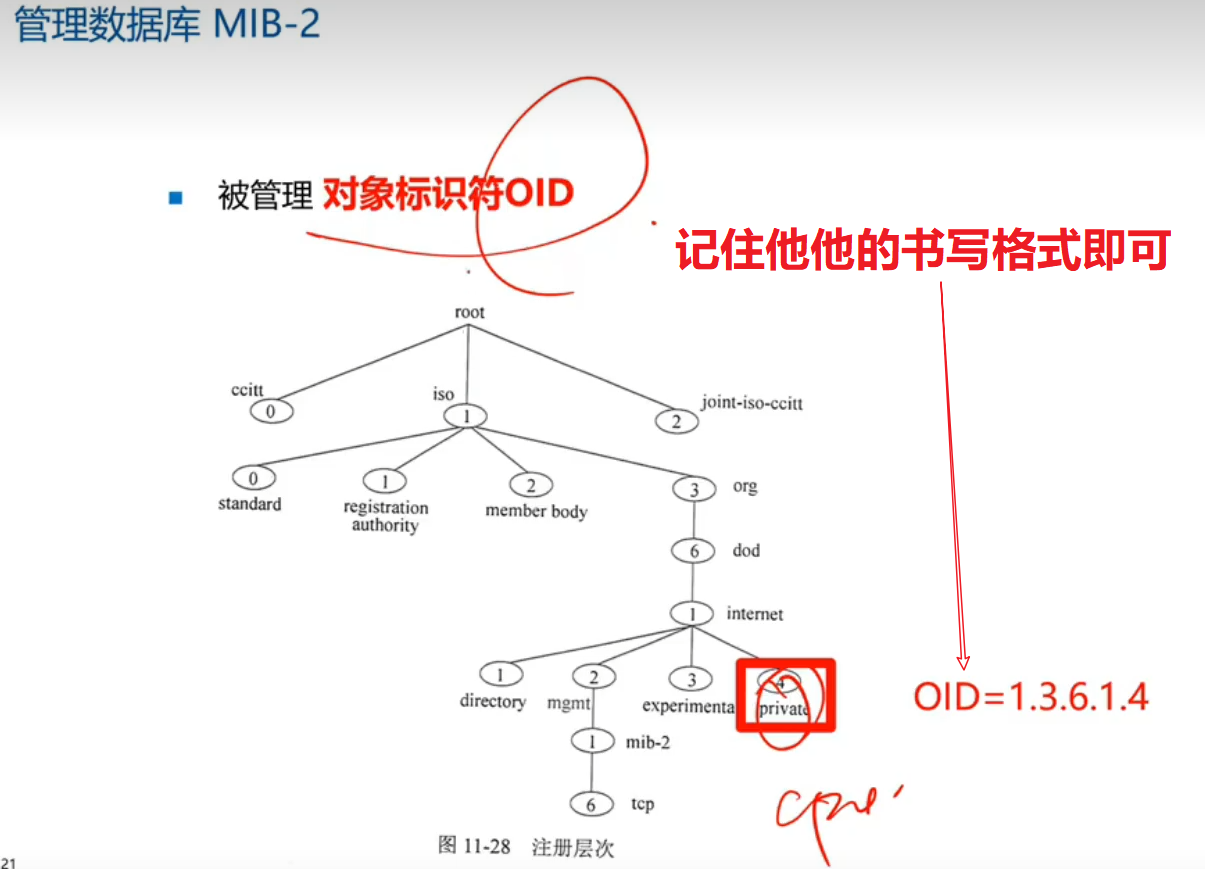 管理数据库 MIB-2
被管理 对象标识符OID
记住他他的书写格式即可
root
ccitt
0
iso
1
joint-iso-ccitt
2
0
standard
1
registration
authority
2
member body
3
org
6
dod
1
internet
1
directory
2
mgmt
3
experimenta
4
private
OID=1.3.6.1.4
1
mib-2
6
tcp
图 11-28 注册层次
21